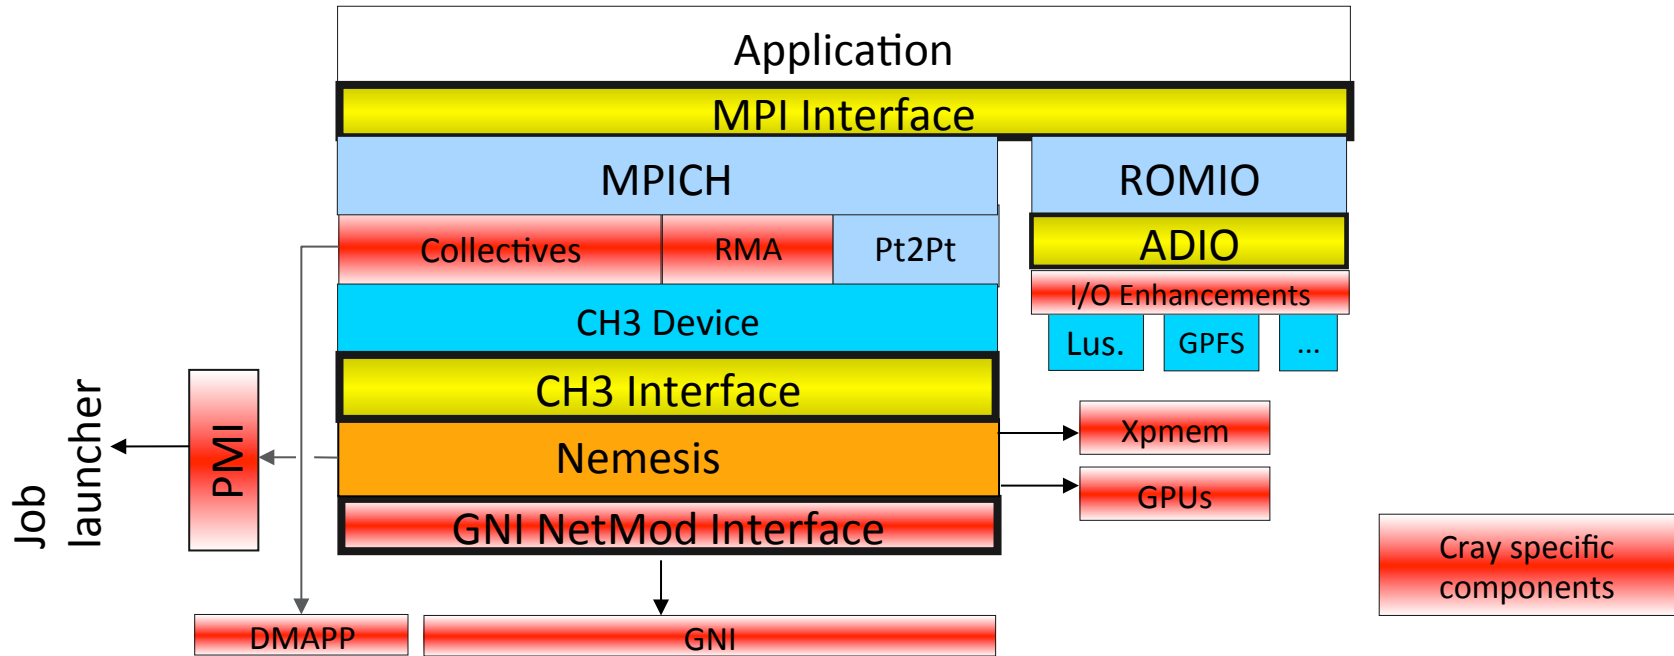 Application
MPI Interface
MPICH
ROMIO
Collectives
RMA
Pt2Pt
ADIO
I/O Enhancements
CH3 Device
Lus.
GPFS
...
CH3 Interface
Job
launcher
PMI
Nemesis
Xpmem
GPUs
GNI NetMod Interface
Cray specific
components
DMAPP
GNI